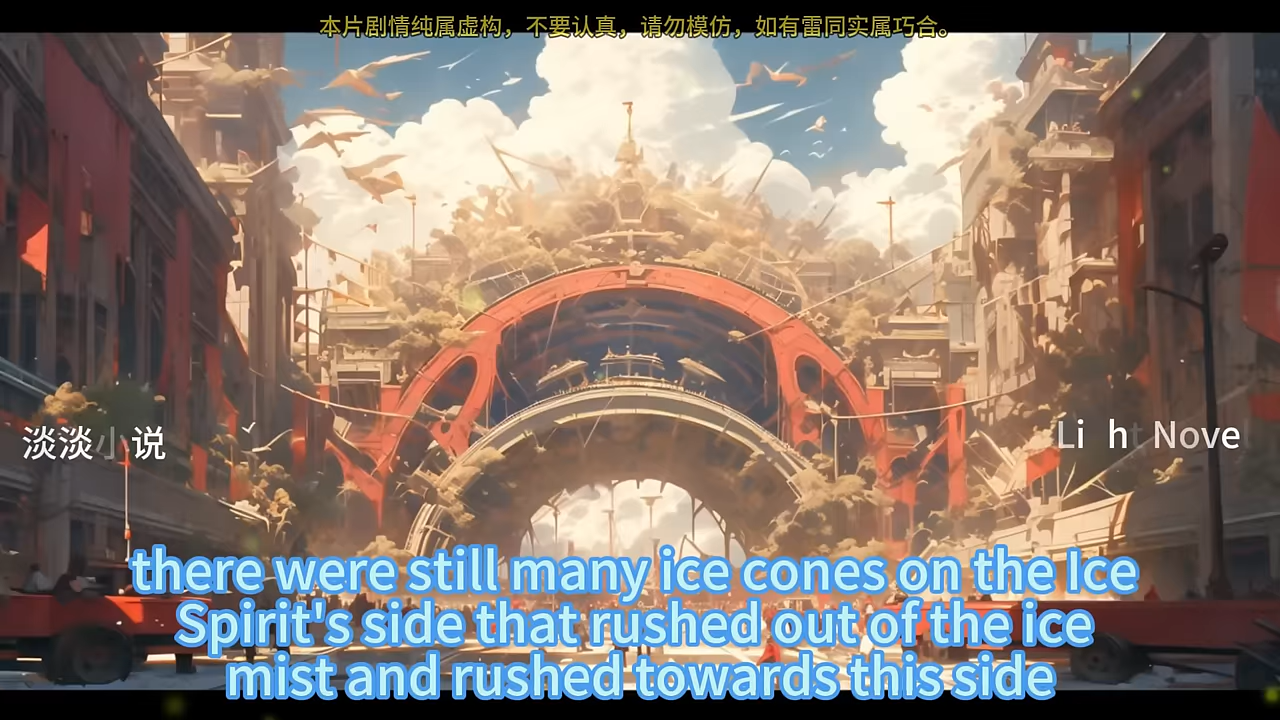 本片剧情纯属虚构，不要认真，请勿模仿，如有雷同实属巧合。
淡淡小说
Li ht Nove
there were still many ice cones on the Ice
Spirit's side that rushed out of the ice
mist and rushed towards this side